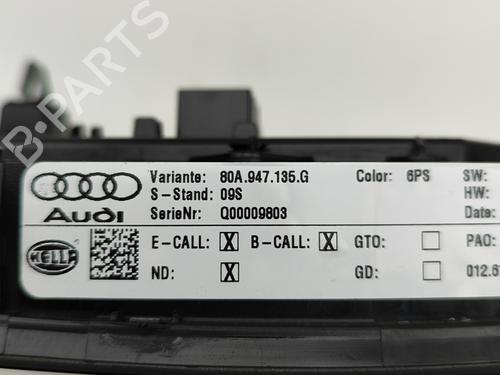 B-PARTS
Variante: 80A.947.135.G Color: 6PS SW:
S-Stand: 09S HW:
Audi SerieNr: Q00009803 Date:
E-CALL: X B-CALL: X GTO: PAO:
HELLA
ND: X GD: 012.6